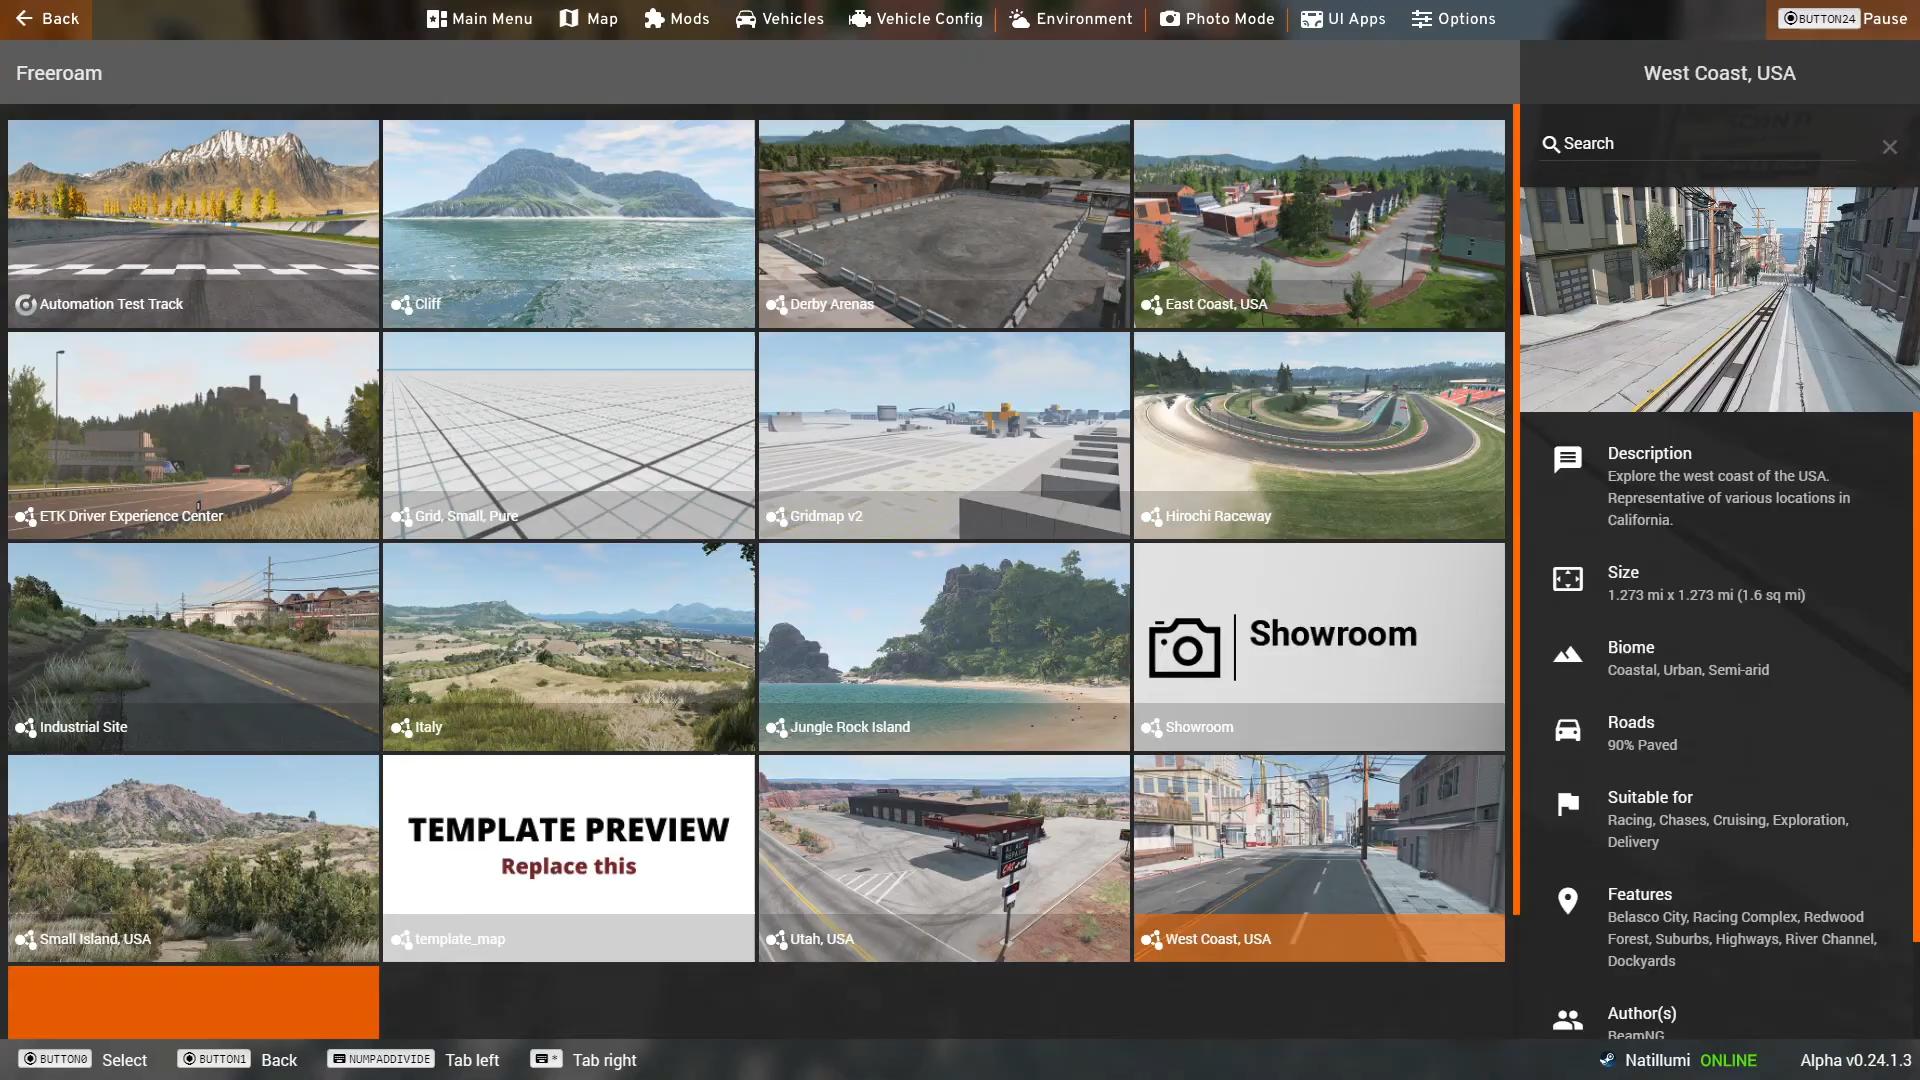 Back
Main Menu
Map
Mods
Vehicles
Vehicle Config
Environment
Photo Mode
UI Apps
Options
BUTTON24 Pause
Freeroam
West Coast, USA
Search
Automation Test Track
Cliff
Derby Arenas
East Coast, USA
ETK Driver Experience Center
Grid, Small, Pure
Gridmap v2
Hirochi Raceway
Industrial Site
Italy
Jungle Rock Island
Showroom
Showroom
Small Island, USA
TEMPLATE PREVIEW
Replace this
template_map
Utah, USA
West Coast, USA
Description
Explore the west coast of the USA.
Representative of various locations in
California.
Size
1.273 mi x 1.273 mi (1.6 sq mi)
Biome
Coastal, Urban, Semi-arid
Roads
90% Paved
Suitable for
Racing, Chases, Cruising, Exploration,
Delivery
Features
Belasco City, Racing Complex, Redwood
Forest, Suburbs, Highways, River Channel,
Dockyards
Author(s)
BeamNG
BUTTON0 Select
BUTTON1 Back
NUMPADDIVIDE Tab left
* Tab right
Natillumi ONLINE
Alpha v0.24.1.3